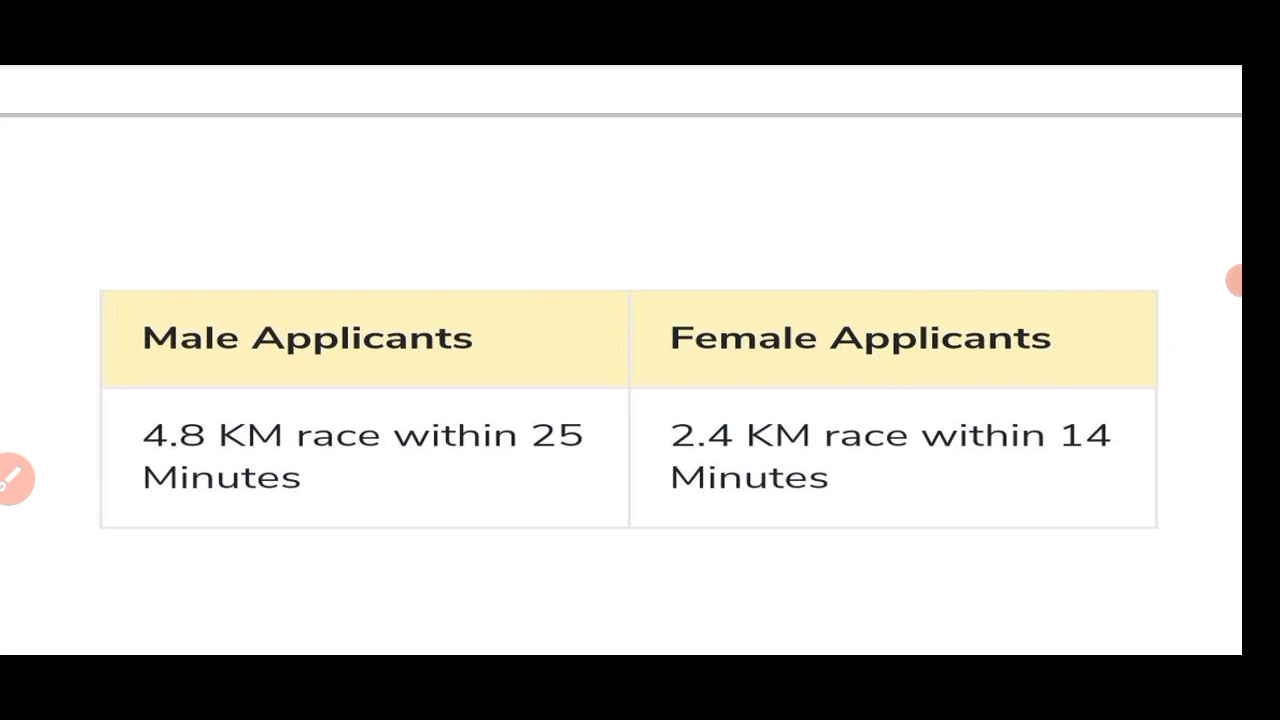 Male Applicants
Female Applicants
4.8 KM race within 25
Minutes
2.4 KM race within 14
Minutes